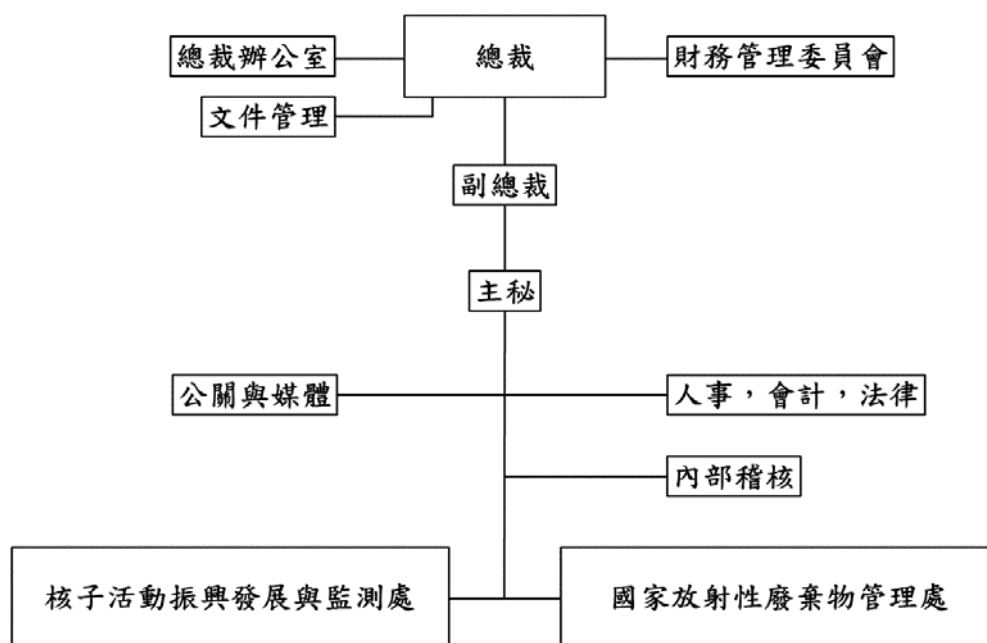 總裁辦公室
總裁
財務管理委員會
文件管理
副總裁
主秘
公關與媒體
人事，會計，法律
內部稽核
核子活動振興發展與監測處
國家放射性廢棄物管理處